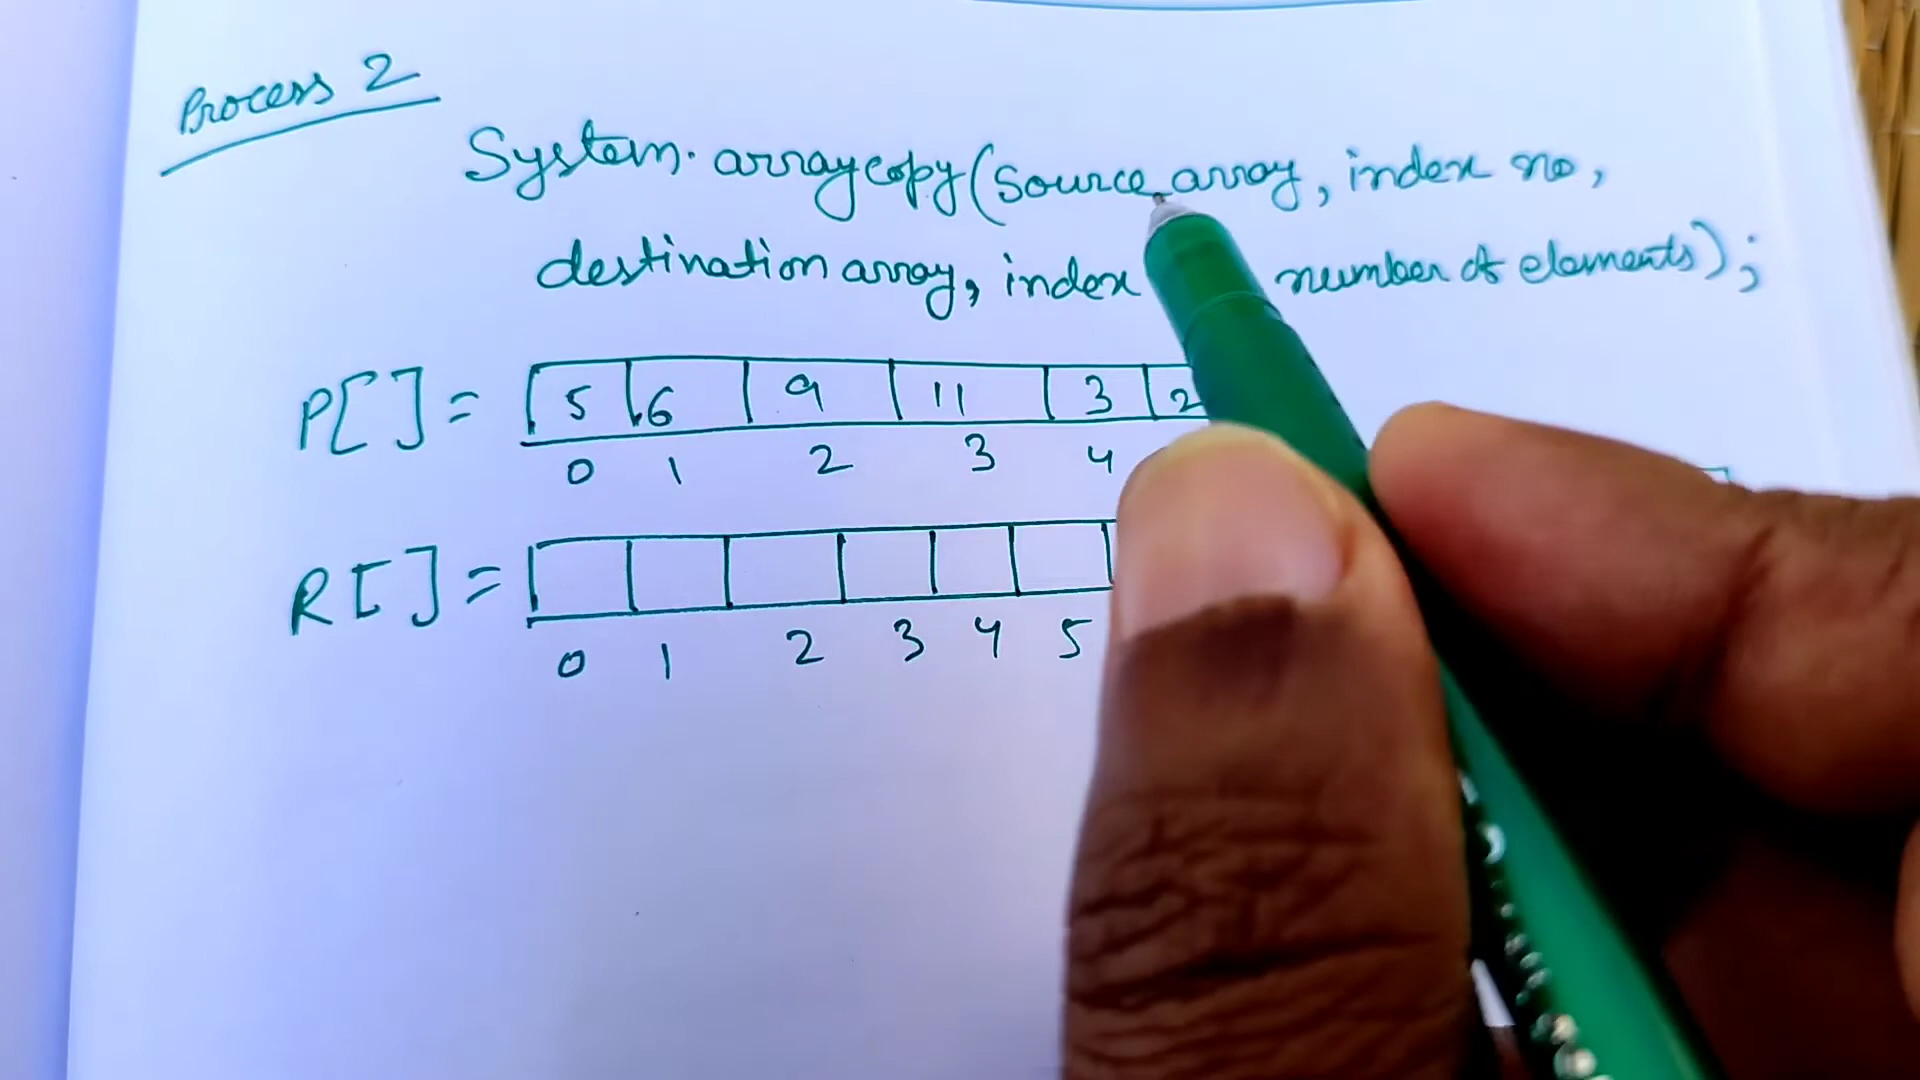 Process 2
System.arraycopy(Source array, index no,
destination array, index number of elements);
P[ ] = 5 6 9 11 3 2
0 1 2 3 4
R[ ] =
0 1 2 3 4 5